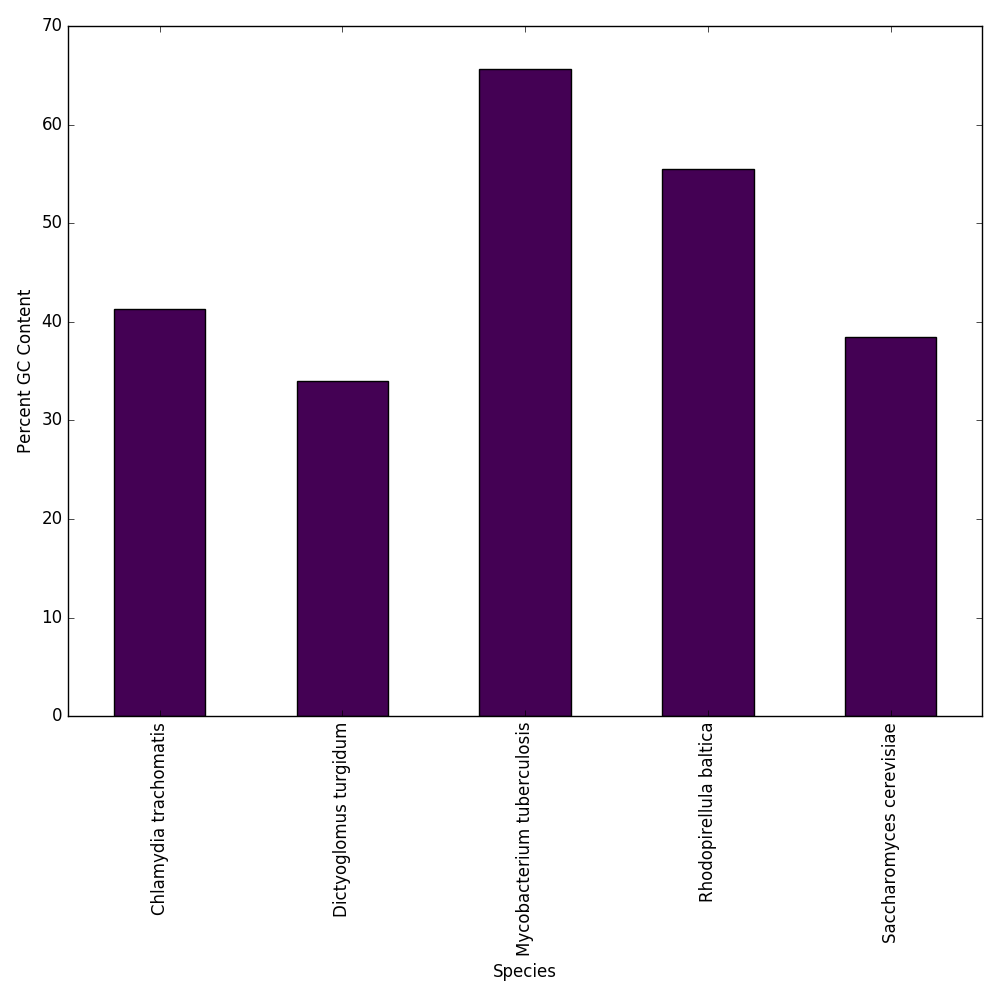 70
60
50
40
30
20
10
0
Percent GC Content
Chlamydia trachomatis
Dictyoglomus turgidum
Mycobacterium tuberculosis
Rhodopirellula baltica
Saccharomyces cerevisiae
Species